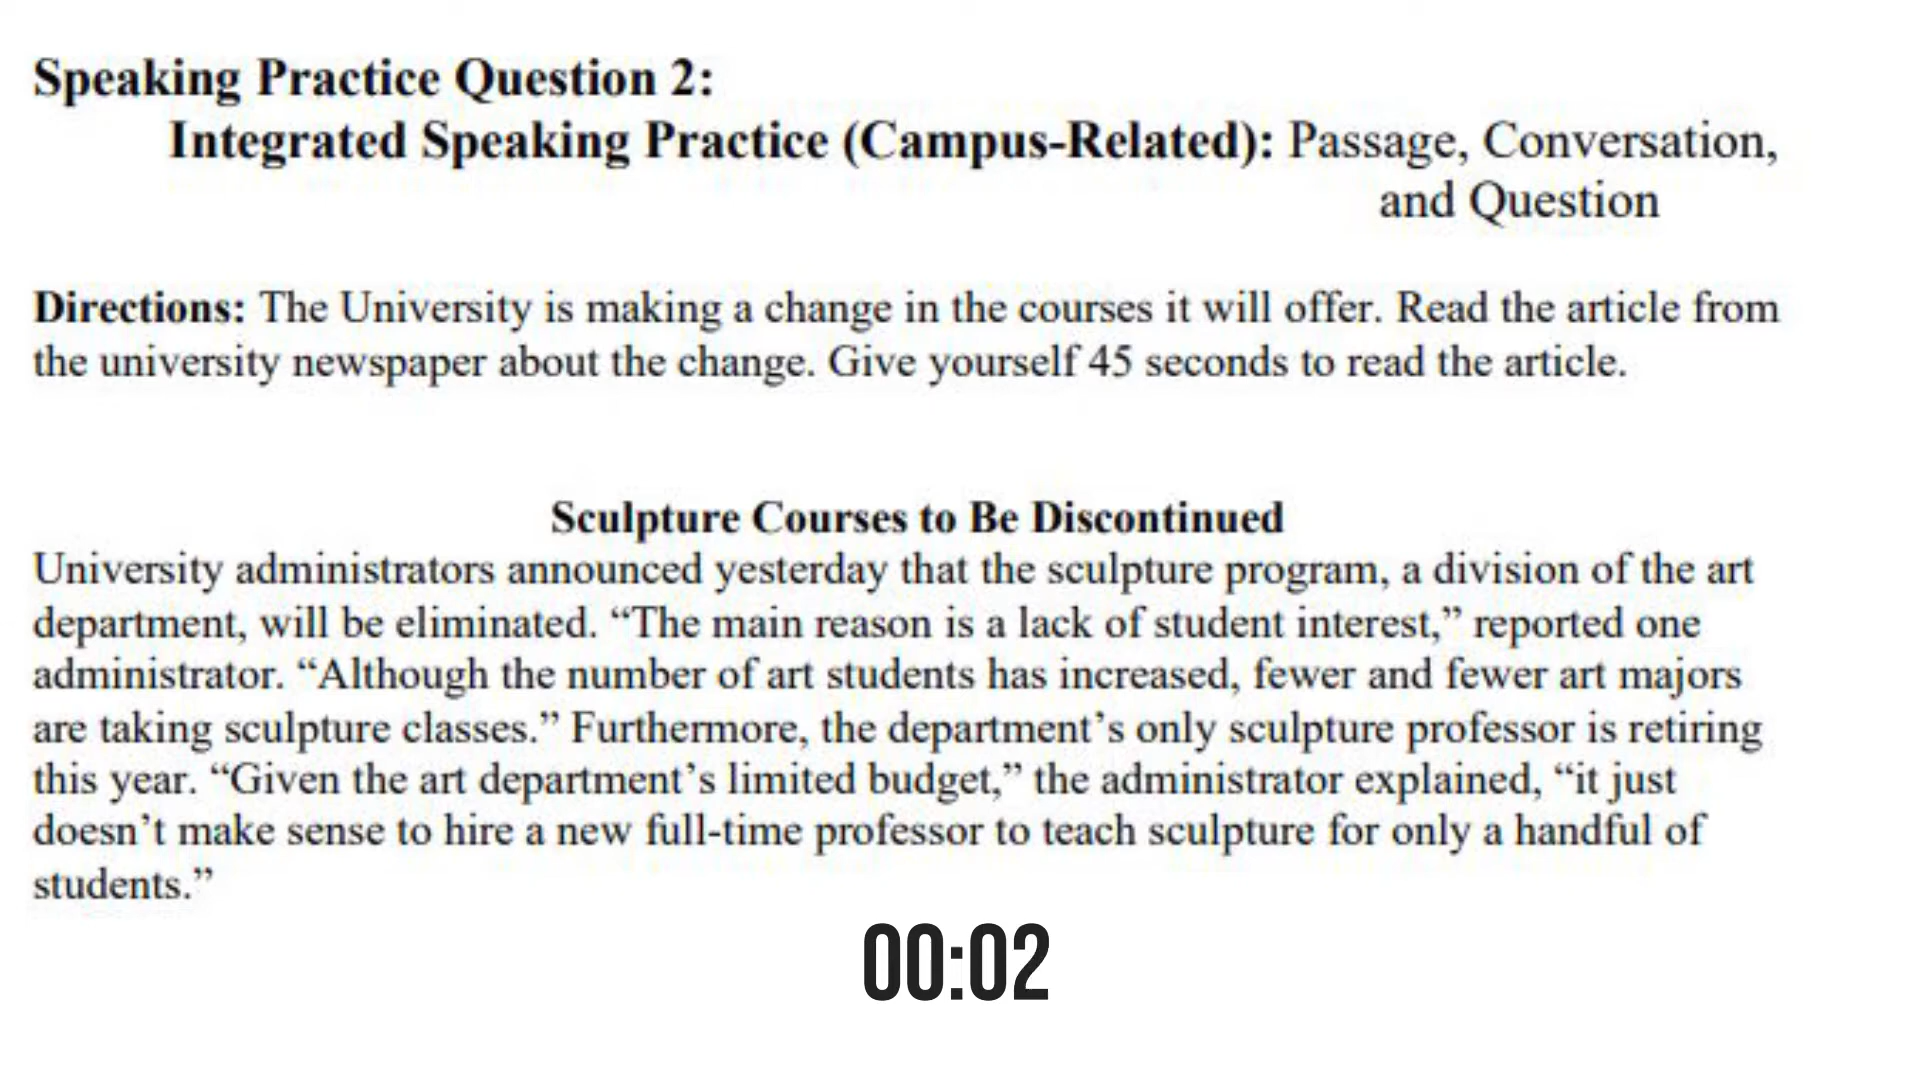 Speaking Practice Question 2:
Integrated Speaking Practice (Campus-Related): Passage, Conversation,
and Question
Directions: The University is making a change in the courses it will offer. Read the article from
the university newspaper about the change. Give yourself 45 seconds to read the article.
Sculpture Courses to Be Discontinued
University administrators announced yesterday that the sculpture program, a division of the art
department, will be eliminated. “The main reason is a lack of student interest,” reported one
administrator. “Although the number of art students has increased, fewer and fewer art majors
are taking sculpture classes.” Furthermore, the department’s only sculpture professor is retiring
this year. “Given the art department’s limited budget,” the administrator explained, “it just
doesn’t make sense to hire a new full-time professor to teach sculpture for only a handful of
students.”
00:02